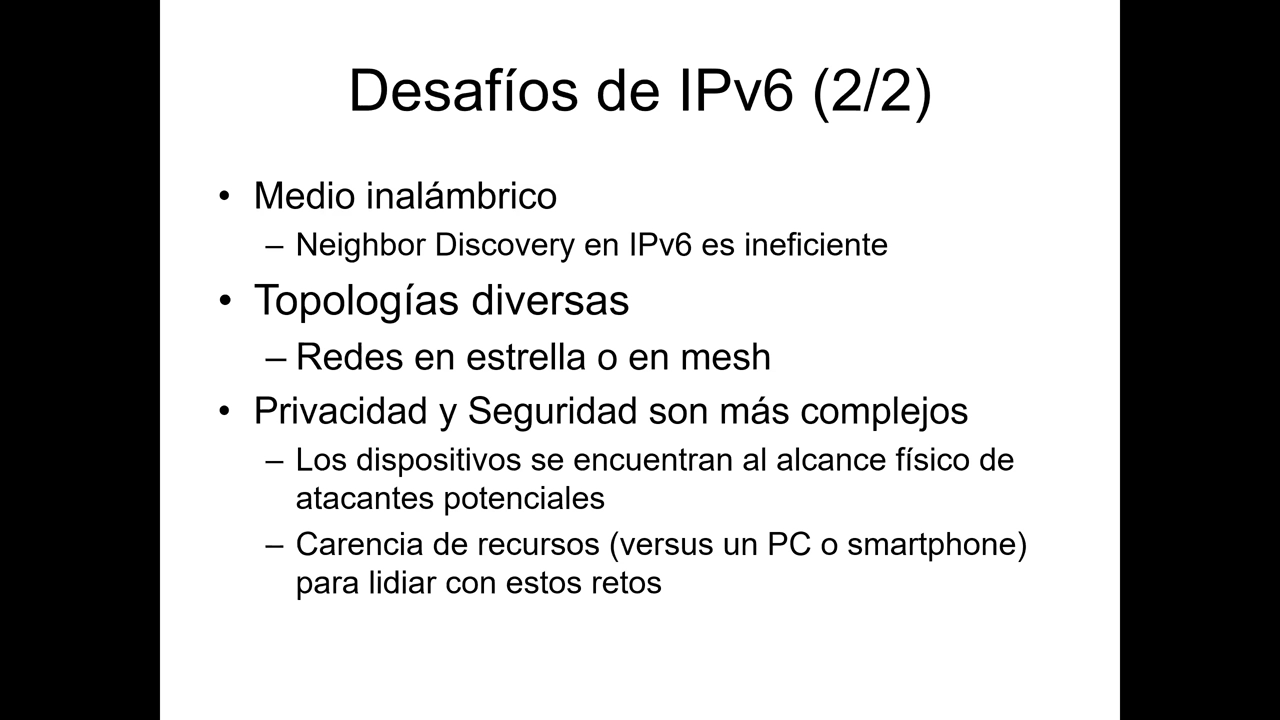 Desafíos de IPv6 (2/2)
• Medio inalámbrico
– Neighbor Discovery en IPv6 es ineficiente
• Topologías diversas
– Redes en estrella o en mesh
• Privacidad y Seguridad son más complejos
– Los dispositivos se encuentran al alcance físico de
atacantes potenciales
– Carencia de recursos (versus un PC o smartphone)
para lidiar con estos retos